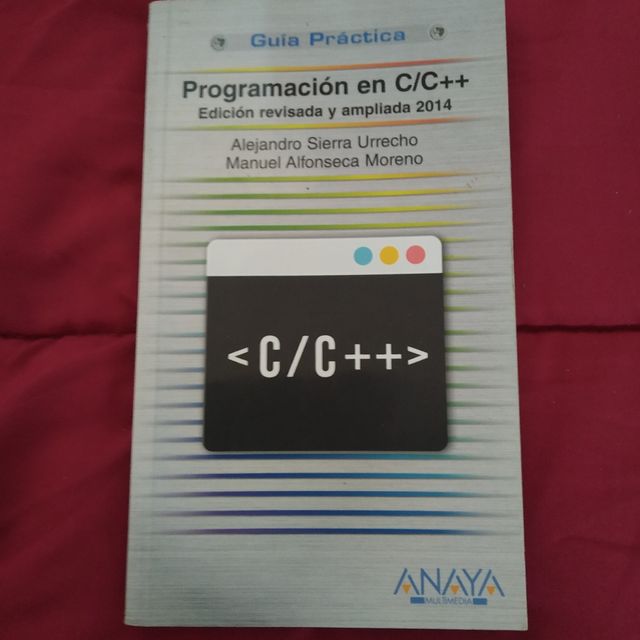 Guía Práctica
Programación en C/C++
Edición revisada y ampliada 2014
Alejandro Sierra Urrecho
Manuel Alfonseca Moreno
<C/C++>
ANAYA
MULTIMEDIA